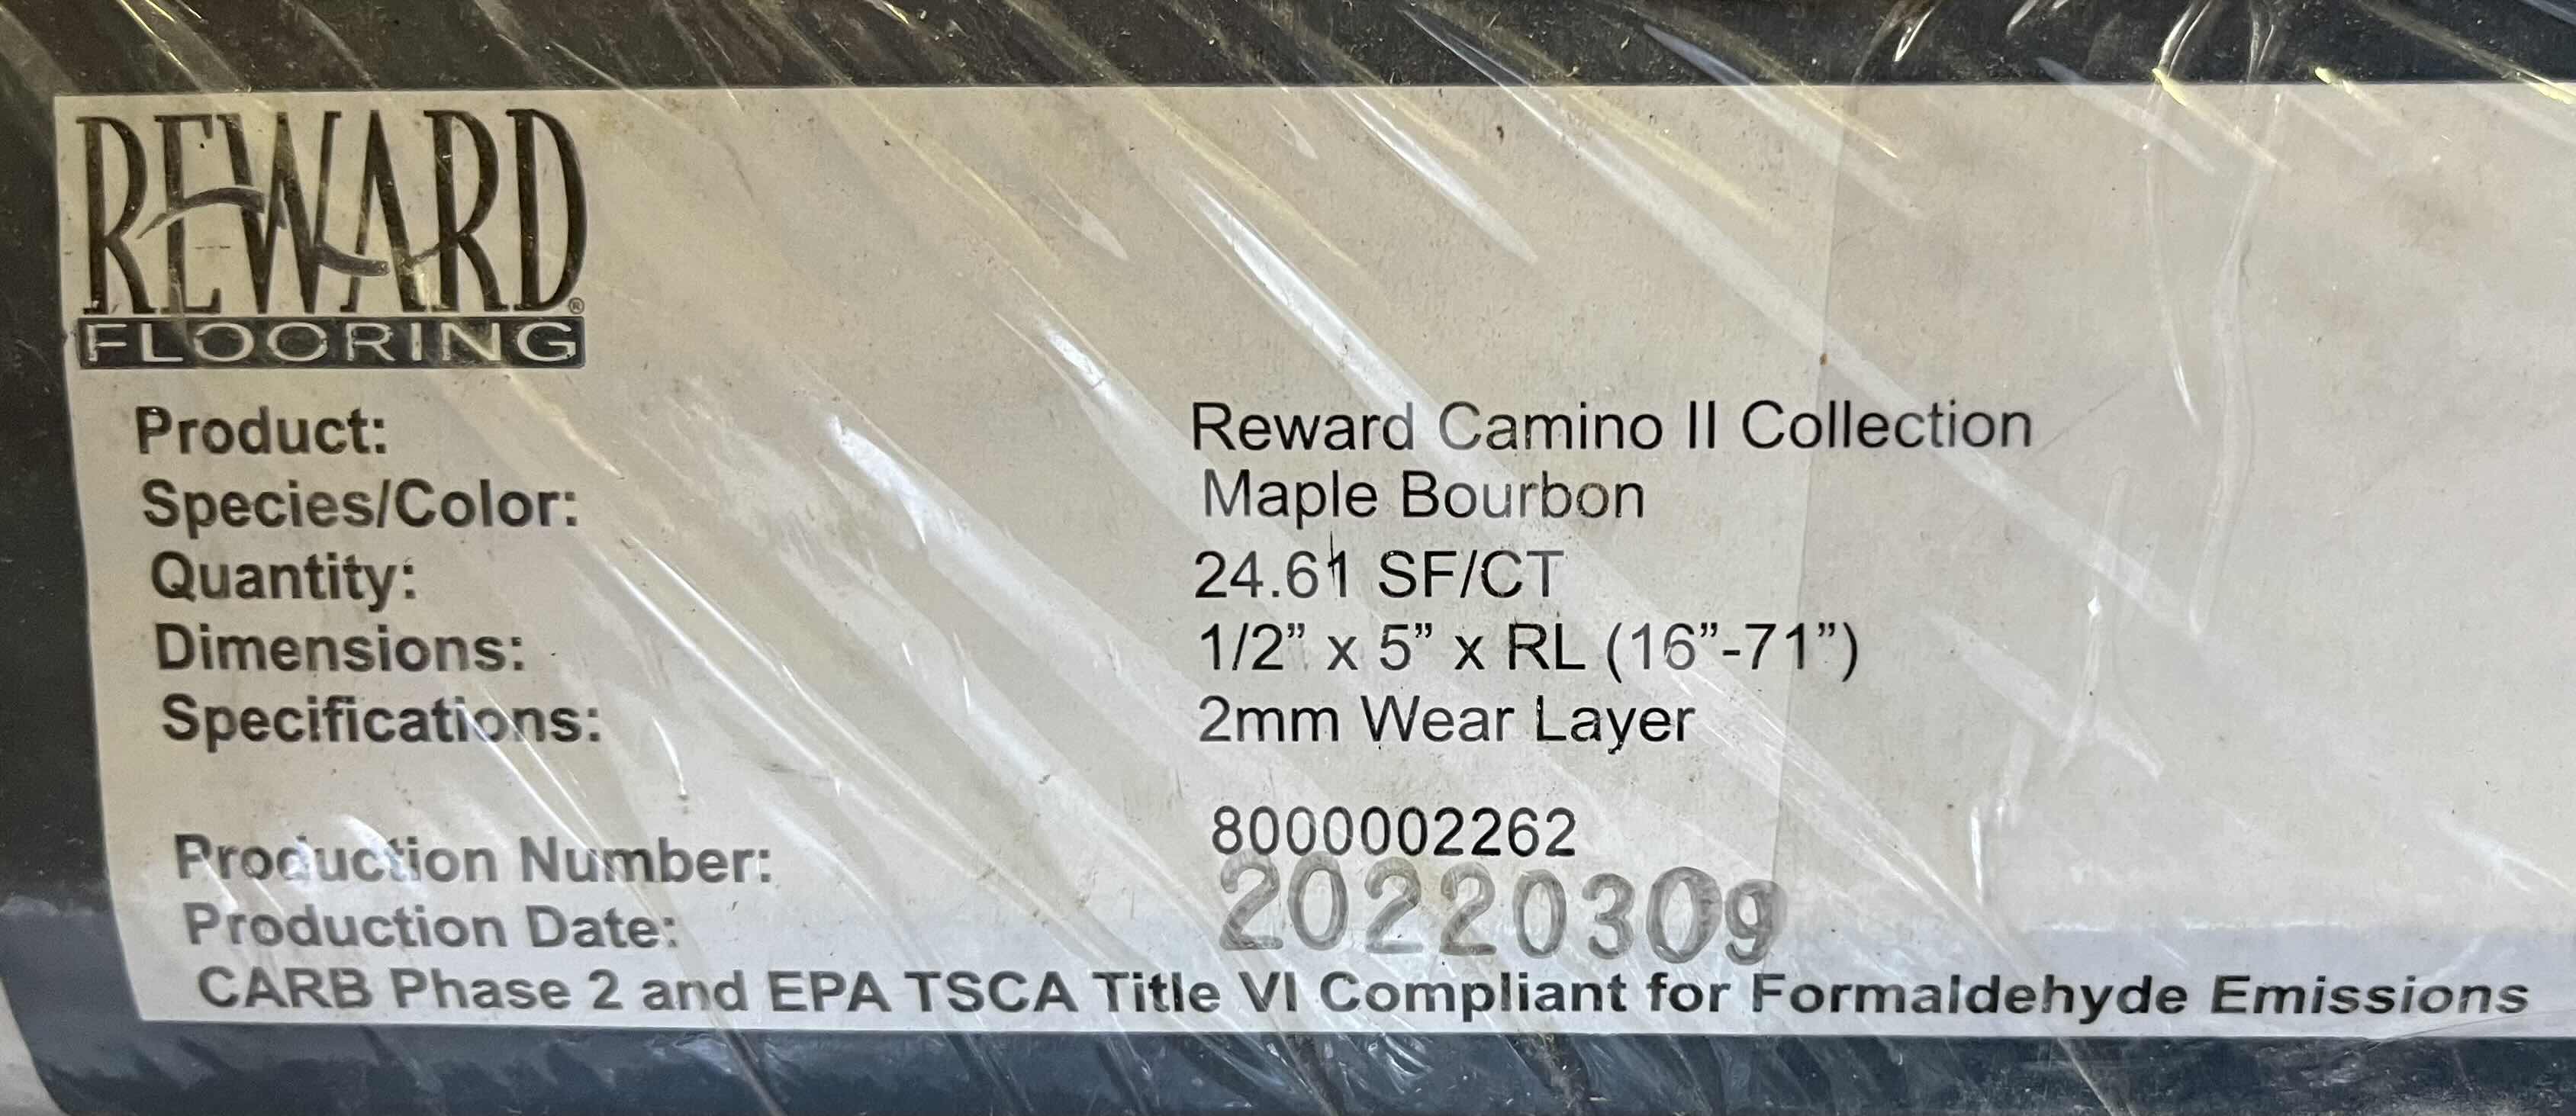 REWARD®
FLOORING
Product: Reward Camino II Collection
Species/Color: Maple Bourbon
Quantity: 24.61 SF/CT
Dimensions: 1/2” x 5” x RL (16”-71”)
Specifications: 2mm Wear Layer
Production Number: 8000002262
Production Date: 20220309
CARB Phase 2 and EPA TSCA Title VI Compliant for Formaldehyde Emissions